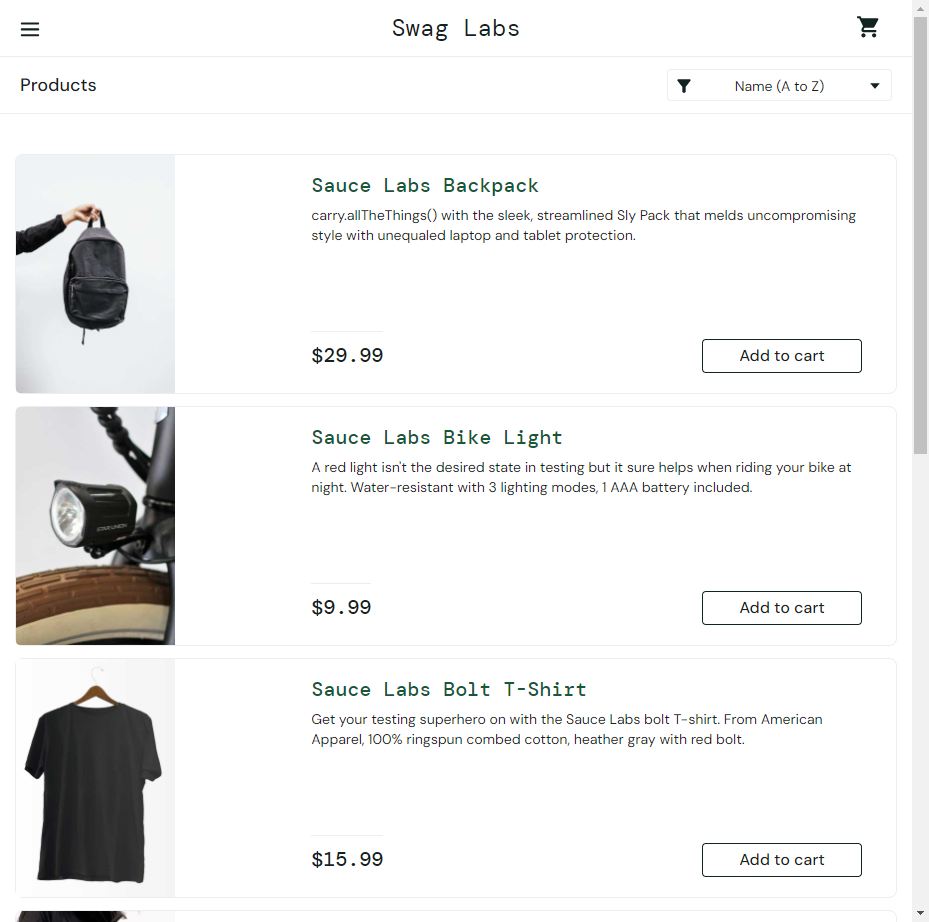 Swag Labs
Products
Name (A to Z)
Sauce Labs Backpack
carry.allTheThings() with the sleek, streamlined Sly Pack that melds uncompromising
style with unequaled laptop and tablet protection.
$29.99
Add to cart
Sauce Labs Bike Light
A red light isn't the desired state in testing but it sure helps when riding your bike at
night. Water-resistant with 3 lighting modes, 1 AAA battery included.
$9.99
Add to cart
Sauce Labs Bolt T-Shirt
Get your testing superhero on with the Sauce Labs bolt T-shirt. From American
Apparel, 100% ringspun combed cotton, heather gray with red bolt.
$15.99
Add to cart